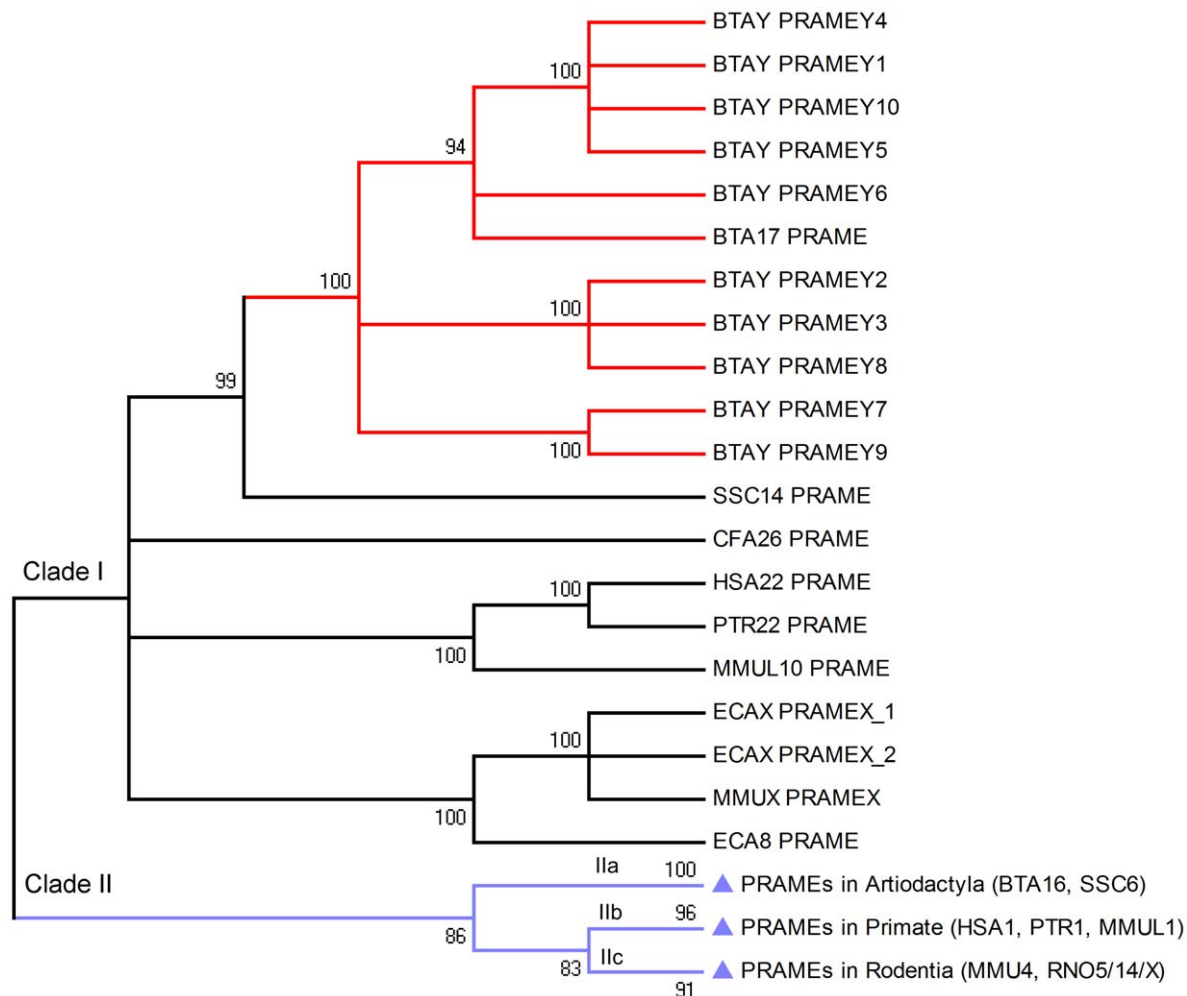 BTAY PRAMEY4
BTAY PRAMEY1
100
BTAY PRAMEY10
BTAY PRAMEY5
94
BTAY PRAMEY6
BTA17 PRAME
100
BTAY PRAMEY2
100
BTAY PRAMEY3
BTAY PRAMEY8
99
BTAY PRAMEY7
100
BTAY PRAMEY9
SSC14 PRAME
CFA26 PRAME
Clade I
100
HSA22 PRAME
PTR22 PRAME
100
MMUL10 PRAME
ECAX PRAMEX_1
100
ECAX PRAMEX_2
MMUX PRAMEX
100
ECA8 PRAME
Clade II
IIa
100
PRAMEs in Artiodactyla (BTA16, SSC6)
86
IIb
96
PRAMEs in Primate (HSA1, PTR1, MMUL1)
83
IIc
PRAMEs in Rodentia (MMU4, RNO5/14/X)
91